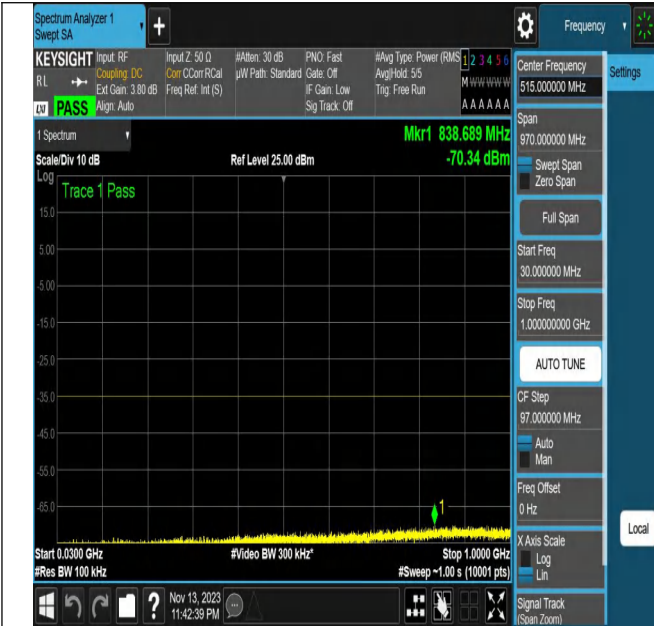 Spectrum Analyzer 1
Swept SA
+
Frequency
KEYSIGHT
RL
LXI
PASS
Input: RF
Coupling: DC
Ext Gain: 3.80 dB
Align: Auto
Input Z: 50 Ω
Corr CCorr RCal
Freq Ref: Int (S)
#Atten: 30 dB
µW Path: Standard
PNO: Fast
Gate: Off
IF Gain: Low
Sig Track: Off
#Avg Type: Power (RMS
Avg|Hold: 5/5
Trig: Free Run
1 2 3 4 5 6
M W W W W W
A A A A A A
1 Spectrum
Mkr1 838.689 MHz
Scale/Div 10 dB
Ref Level 25.00 dBm
-70.34 dBm
Log
Trace 1 Pass
15.0
5.00
-5.00
-15.0
-25.0
-35.0
-45.0
-55.0
-65.0
1
Start 0.0300 GHz
#Video BW 300 kHz*
Stop 1.0000 GHz
#Res BW 100 kHz
#Sweep ~1.00 s (10001 pts)
?
Nov 13, 2023
11:42:39 PM
Center Frequency
515.000000 MHz
Settings
Span
970.000000 MHz
Swept Span
Zero Span
Full Span
Start Freq
30.000000 MHz
Stop Freq
1.000000000 GHz
AUTO TUNE
CF Step
97.000000 MHz
Auto
Man
Freq Offset
0 Hz
Local
X Axis Scale
Log
Lin
Signal Track
(Span Zoom)